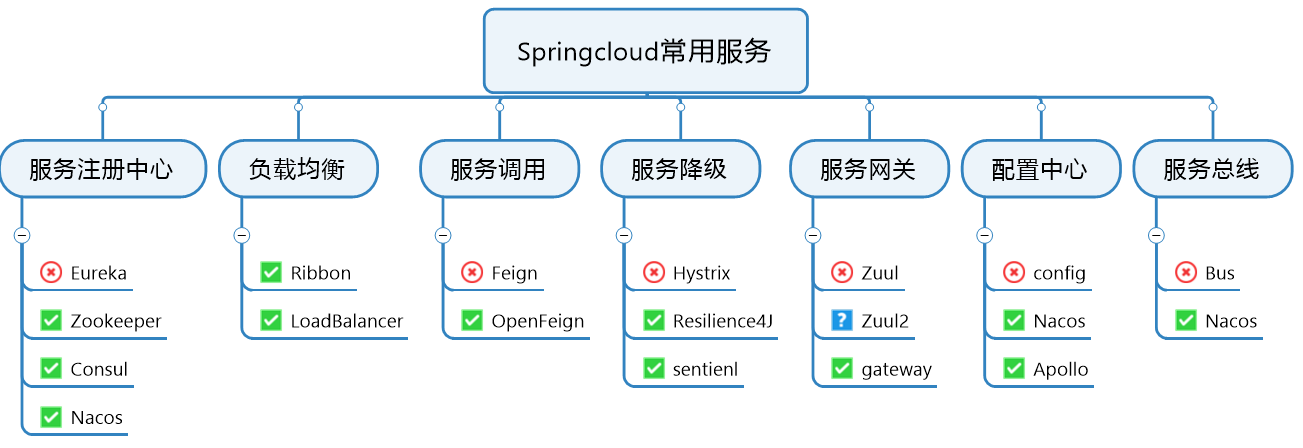 Springcloud常用服务
服务注册中心
Eureka
Zookeeper
Consul
Nacos
负载均衡
Ribbon
LoadBalancer
服务调用
Feign
OpenFeign
服务降级
Hystrix
Resilience4J
sentienl
服务网关
Zuul
Zuul2
gateway
配置中心
config
Nacos
Apollo
服务总线
Bus
Nacos